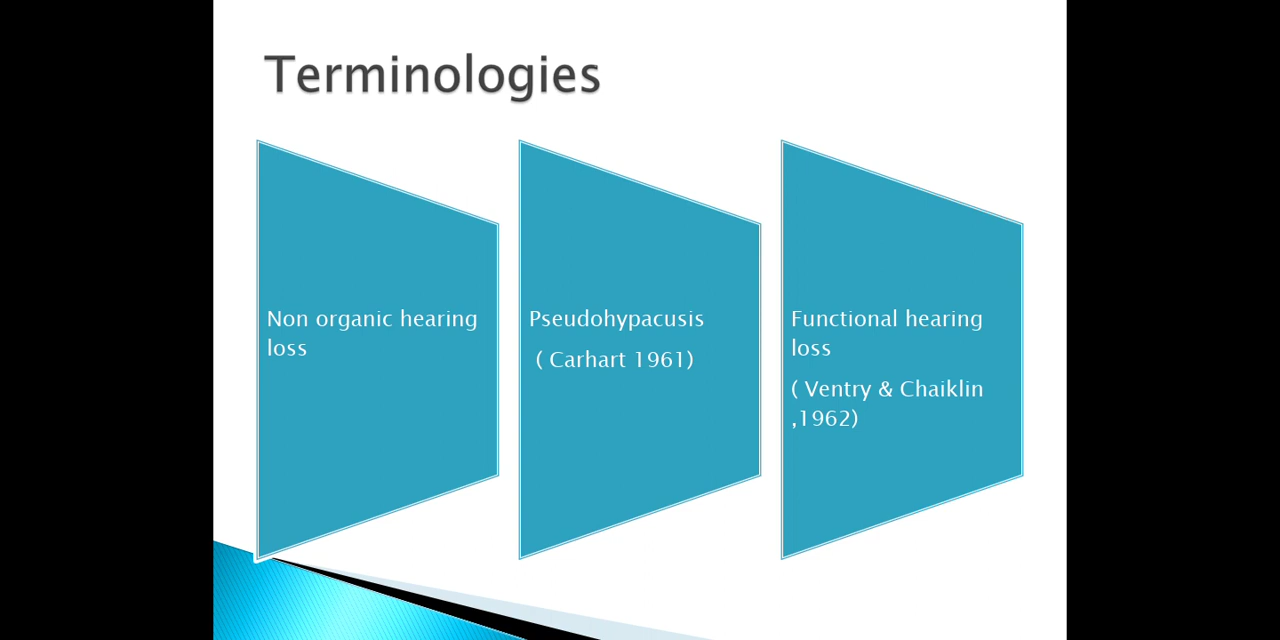 Terminologies
Non organic hearing
loss
Pseudohypacusis
( Carhart 1961)
Functional hearing
loss
( Ventry & Chaiklin
,1962)